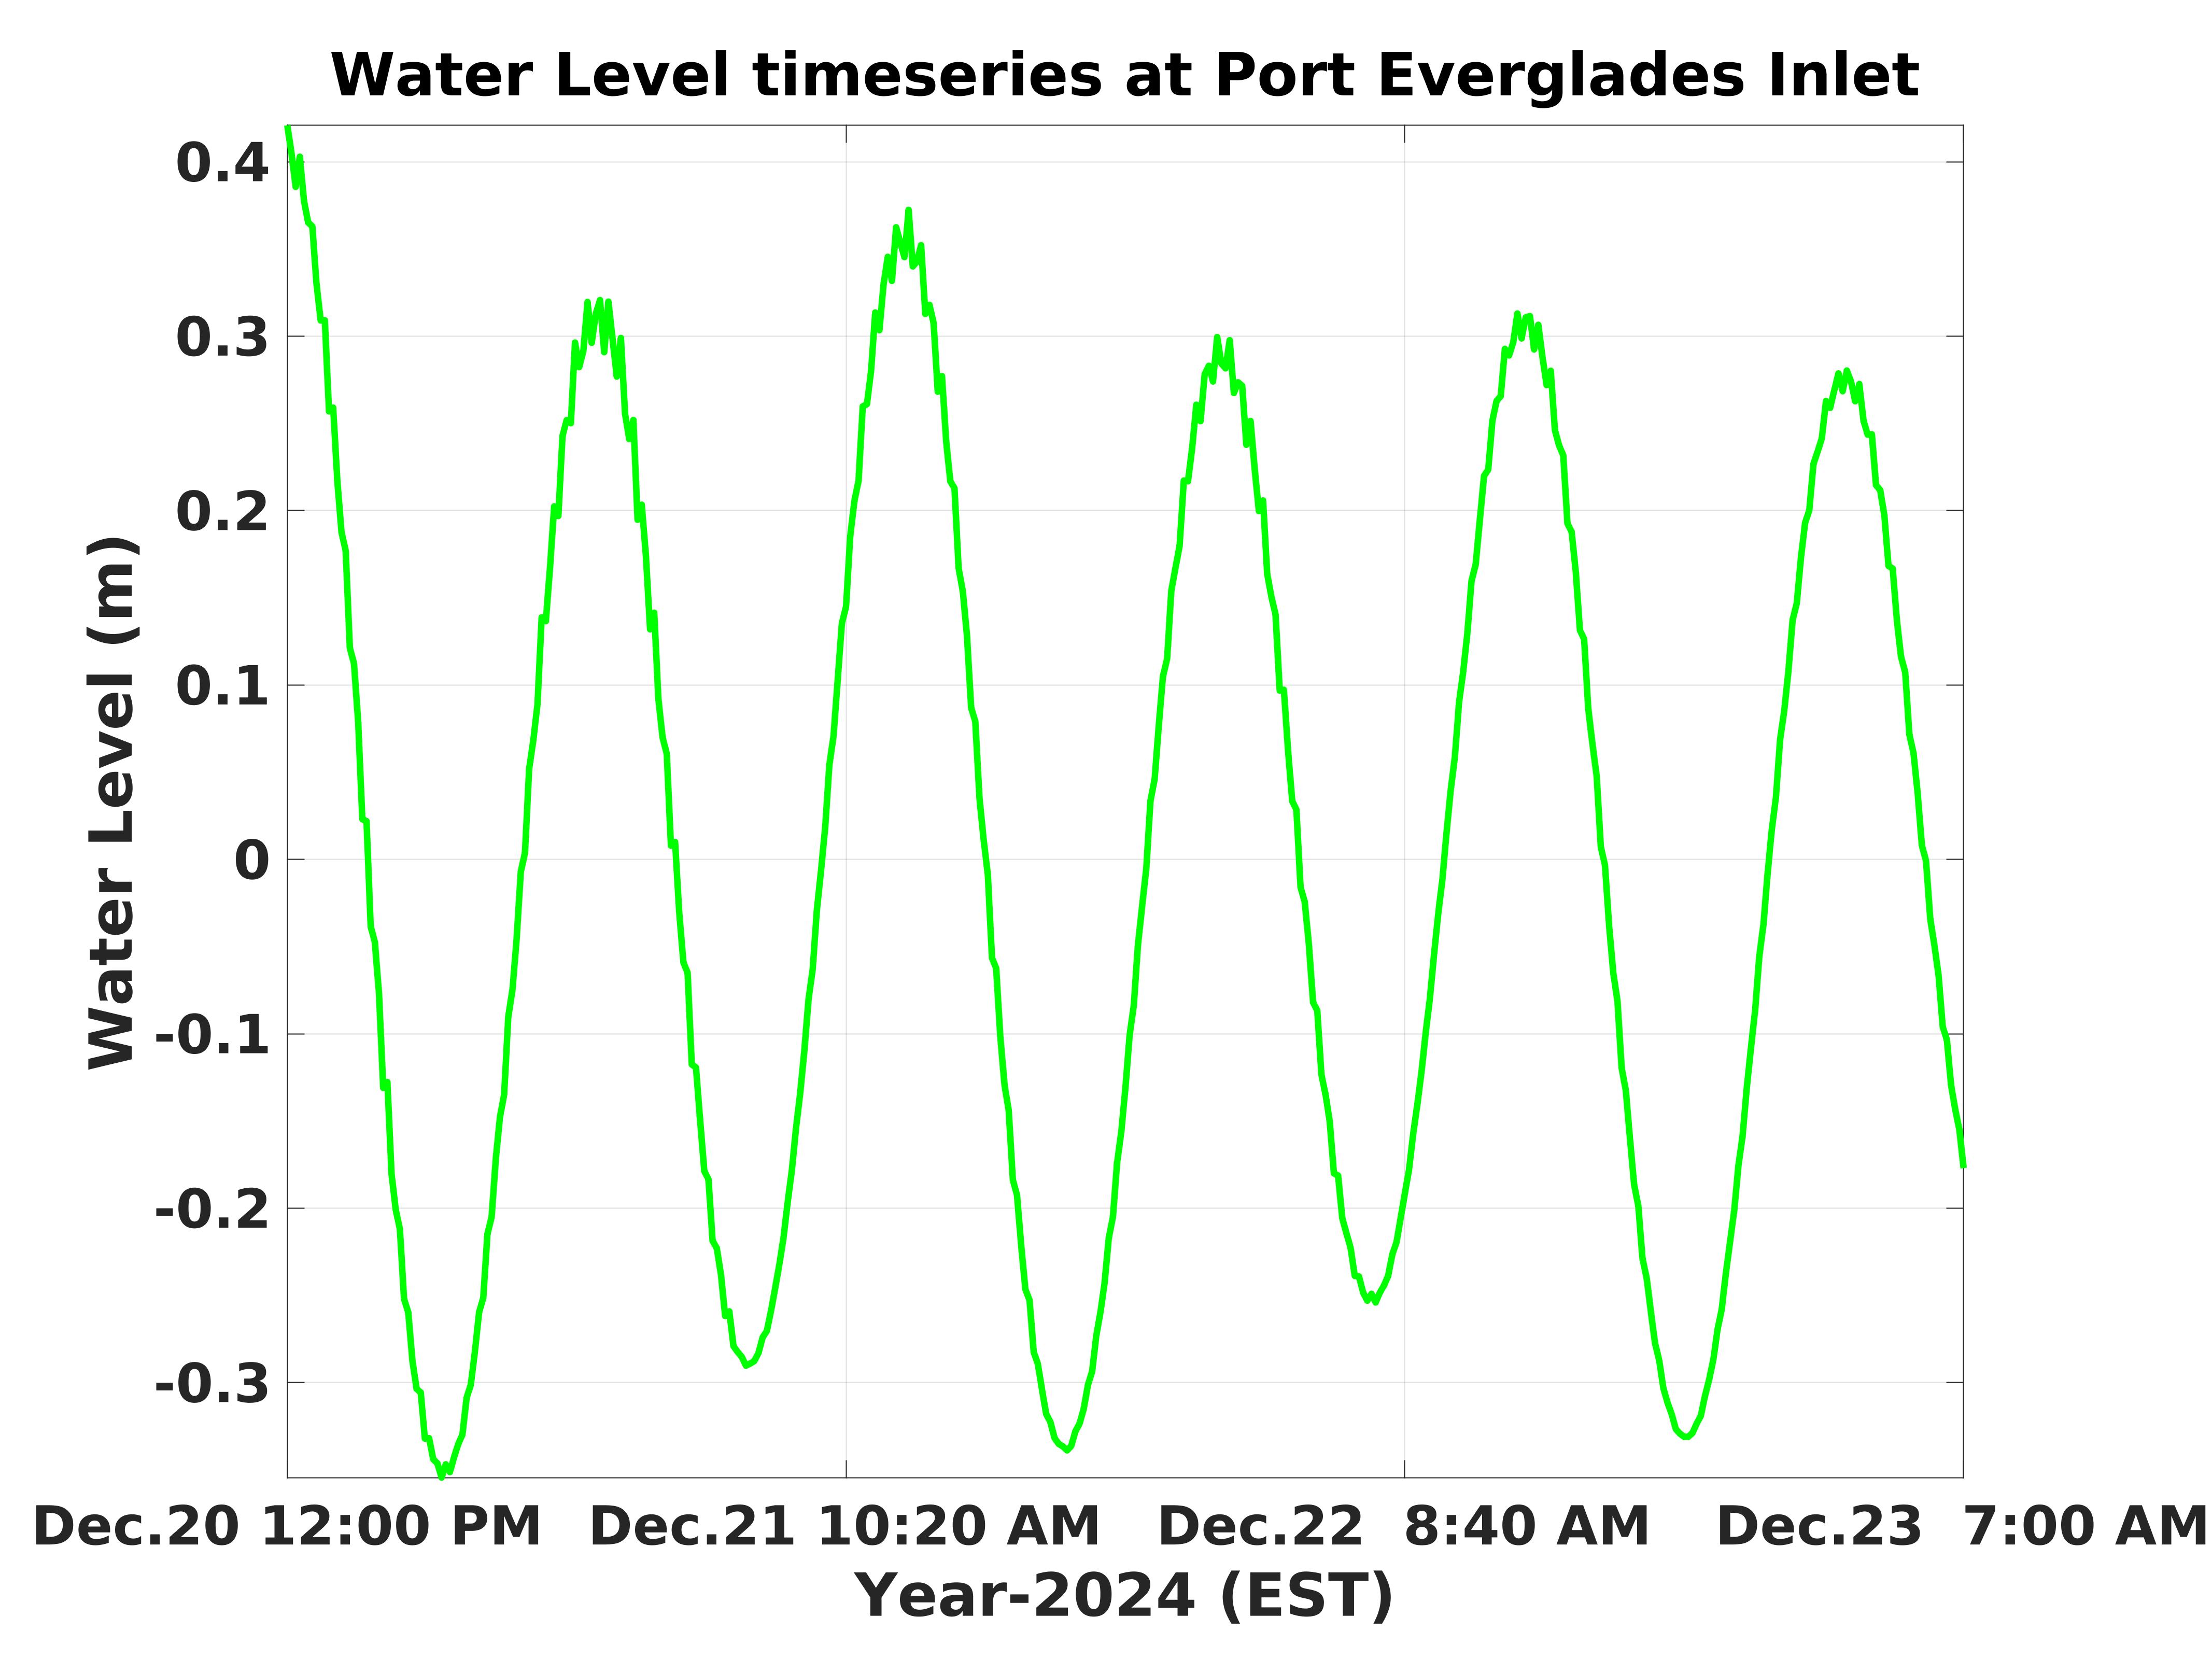 Water Level timeseries at Port Everglades Inlet
0.4
0.3
0.2
0.1
0
-0.1
-0.2
-0.3
Water Level (m)
Dec.20 12:00 PM Dec.21 10:20 AM Dec.22 8:40 AM Dec.23 7:00 AM
Year-2024 (EST)